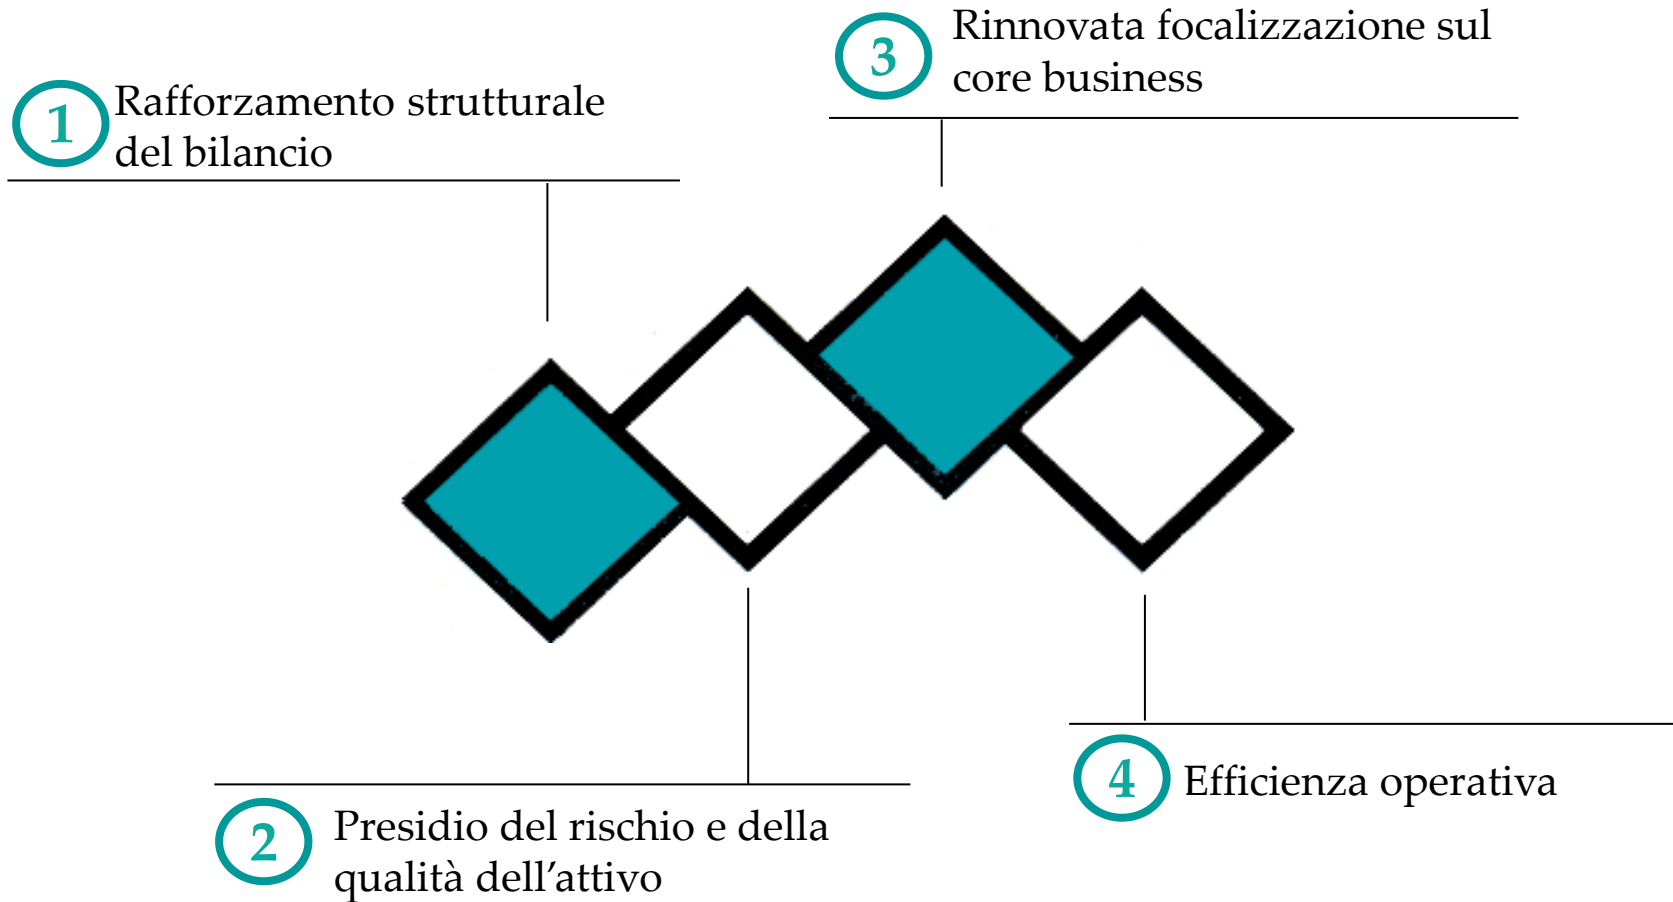 1
Rafforzamento strutturale
del bilancio
2
Presidio del rischio e della
qualità dell’attivo
3
Rinnovata focalizzazione sul
core business
4
Efficienza operativa